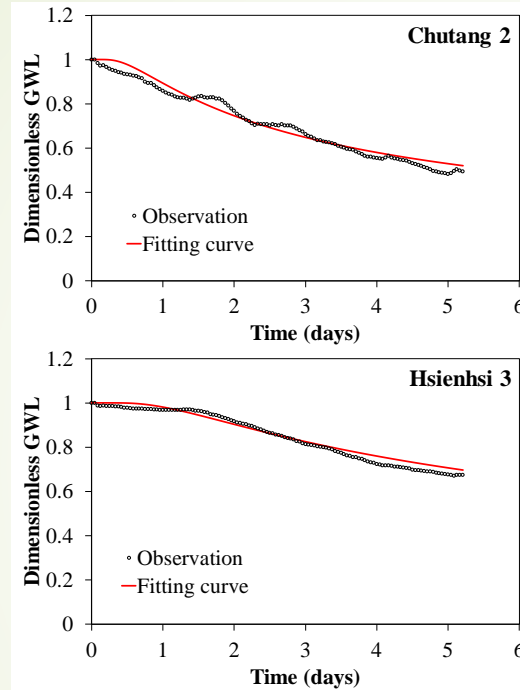 Chutang 2
Dimensionless GWL
1.2
1
0.8
0.6
0.4
0.2
0
Observation
Fitting curve
0 1 2 3 4 5 6
Time (days)
Hsienhsi 3
Dimensionless GWL
1.2
1
0.8
0.6
0.4
0.2
0
Observation
Fitting curve
0 1 2 3 4 5 6
Time (days)